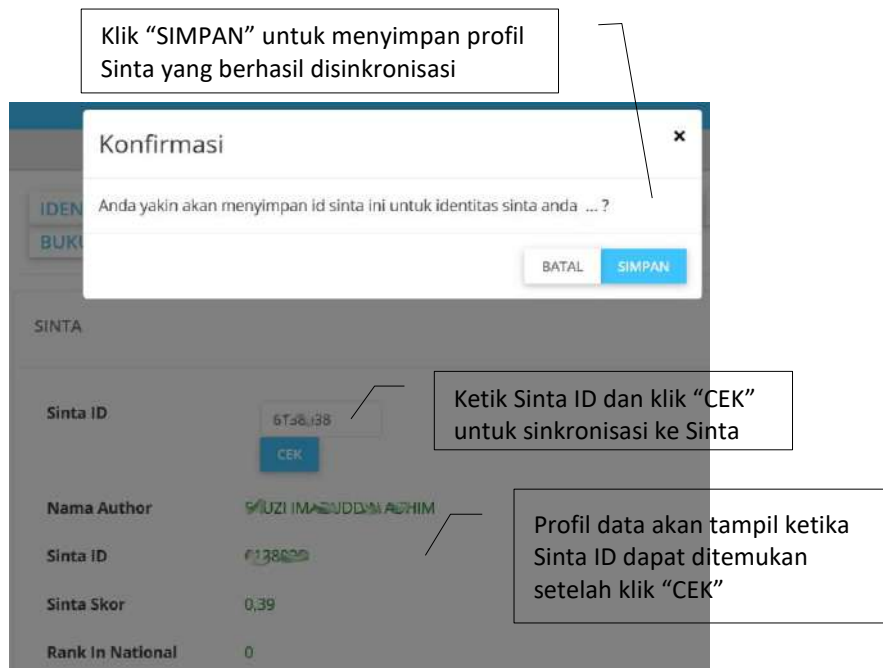 Klik “SIMPAN” untuk menyimpan profil
Sinta yang berhasil disinkronisasi
Konfirmasi
×
Anda yakin akan menyimpan id sinta ini untuk identitas sinta anda ... ?
BATAL SIMPAN
SINTA
Sinta ID
CEK
Ketik Sinta ID dan klik “CEK”
untuk sinkronisasi ke Sinta
Nama Author
Sinta ID
Profil data akan tampil ketika
Sinta ID dapat ditemukan
setelah klik “CEK”
Sinta Skor 0,39
Rank In National 0